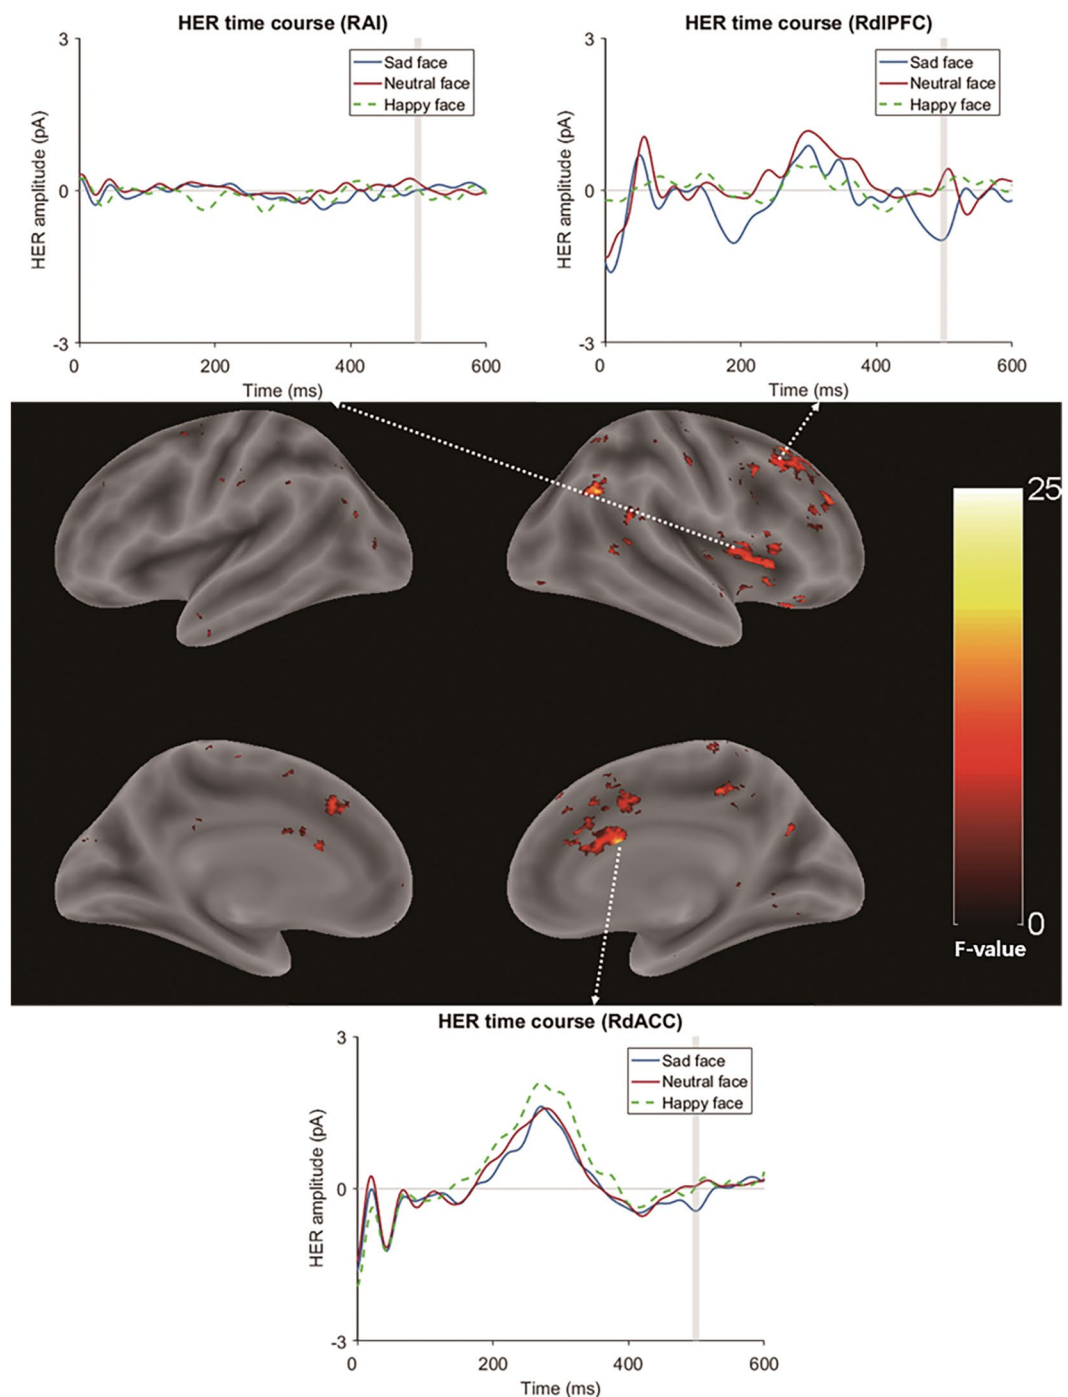 HER time course (RAI)
3
0
-3
HER amplitude (pA)
Sad face
Neutral face
Happy face
0
200
400
600
Time (ms)
HER time course (RdlPFC)
3
0
-3
HER amplitude (pA)
Sad face
Neutral face
Happy face
0
200
400
600
Time (ms)
25
0
F-value
HER time course (RdACC)
3
0
-3
HER amplitude (pA)
Sad face
Neutral face
Happy face
0
200
400
600
Time (ms)